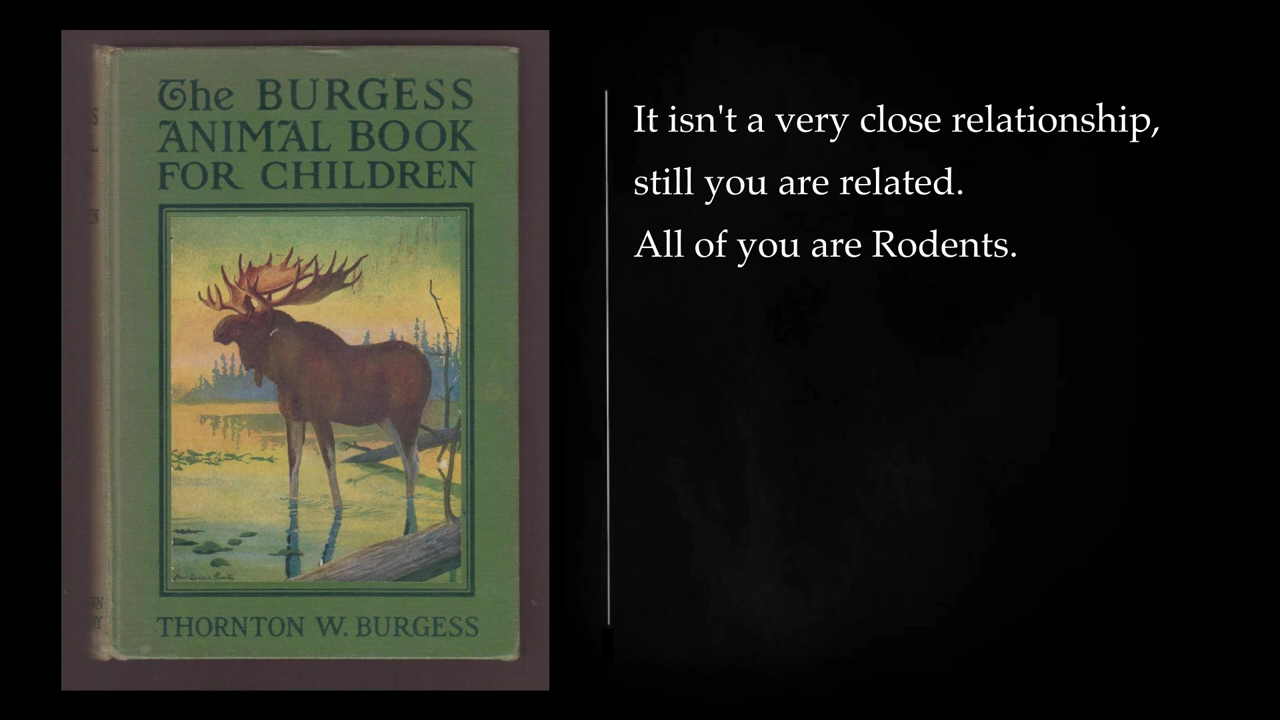 The BURGESS
ANIMAL BOOK
FOR CHILDREN
THORNTON W. BURGESS
It isn't a very close relationship,
still you are related.
All of you are Rodents.